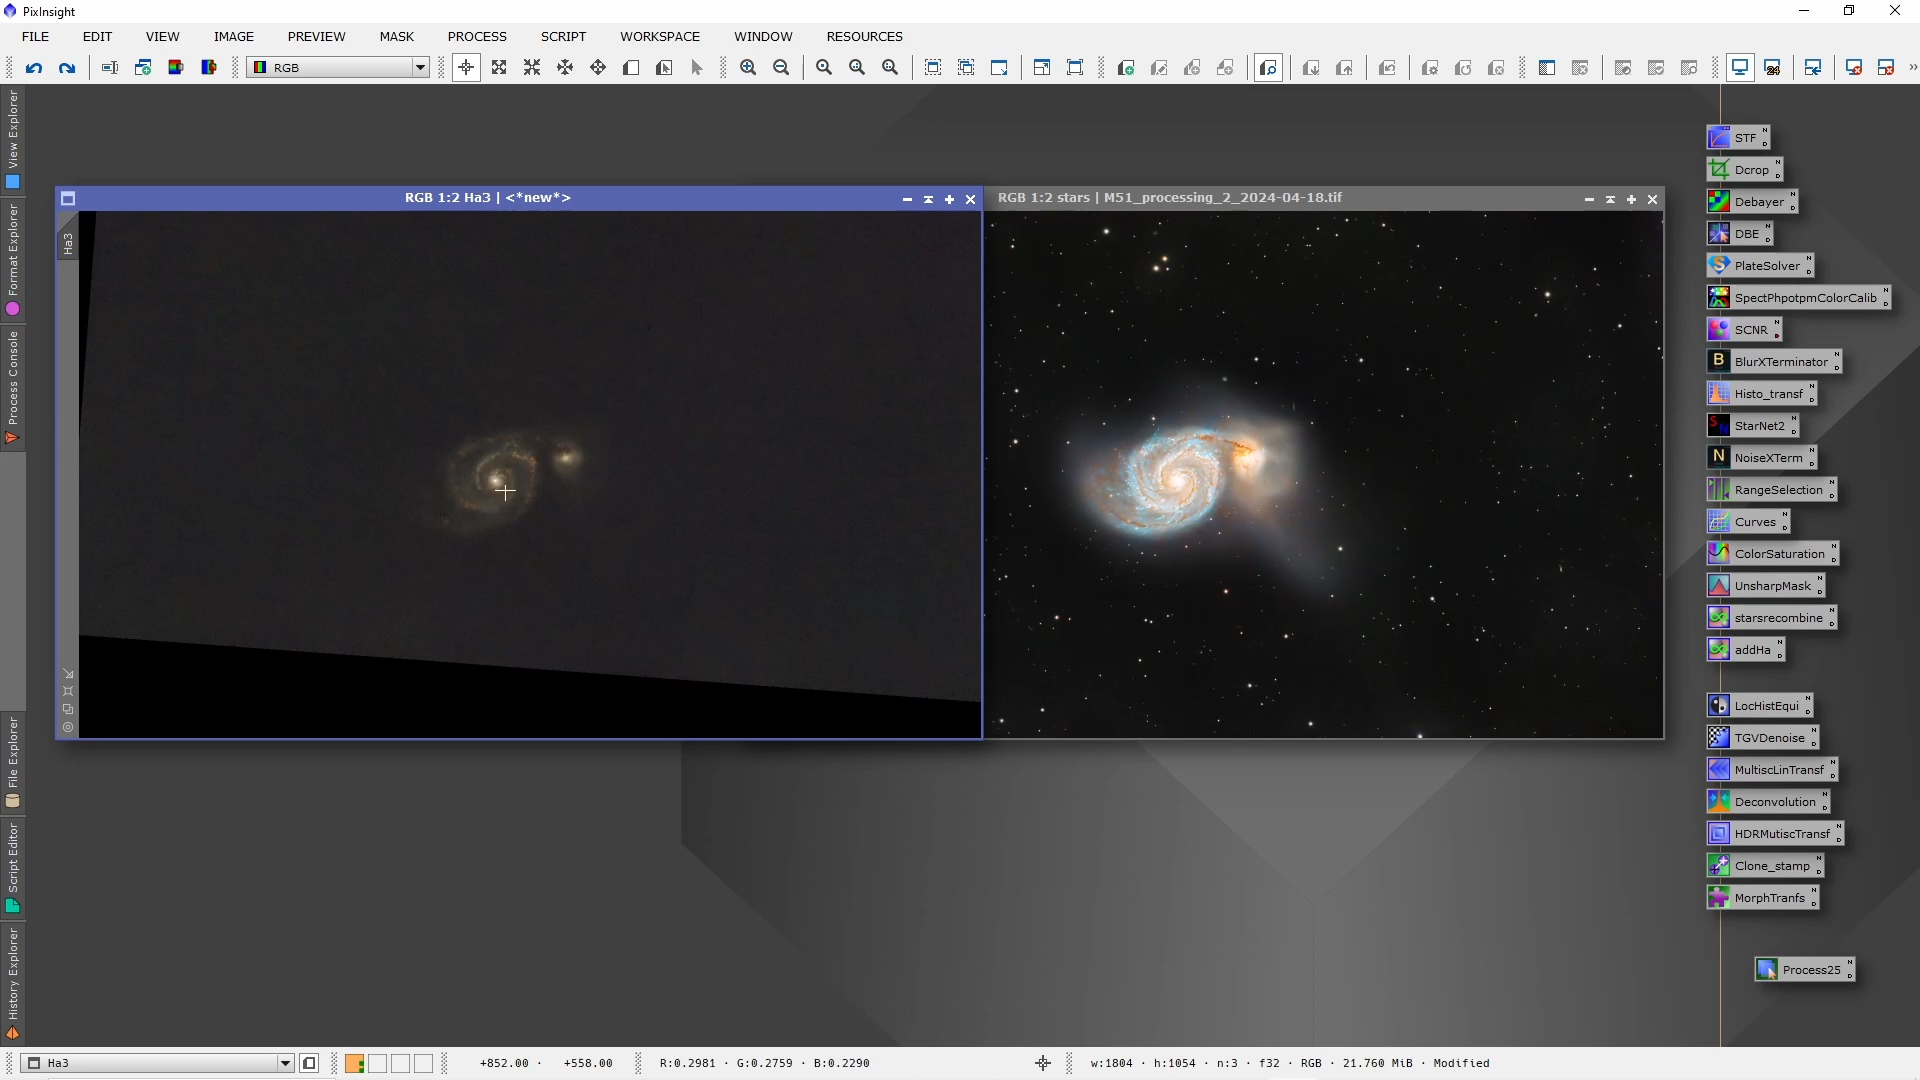 PixInsight
FILE EDIT VIEW IMAGE PREVIEW MASK PROCESS SCRIPT WORKSPACE WINDOW RESOURCES
RGB
24
View Explorer
Format Explorer
Process Console
File Explorer
Script Editor
History Explorer
RGB 1:2 Ha3 | <*new*>
Ha3
RGB 1:2 stars | M51_processing_2_2024-04-18.tif
STF
Dcrop
Debayer
DBE
PlateSolver
SpectPhpotpmColorCalib
SCNR
BlurXTerminator
Histo_transf
StarNet2
NoiseXTerm
RangeSelection
Curves
ColorSaturation
UnsharpMask
starsrecombine
addHa
LocHistEqui
TGVDenoise
MultiscLinTransf
Deconvolution
HDRMutiscTransf
Clone_stamp
MorphTranfs
Process25
Ha3
+852.00 · +558.00
R:0.2981 · G:0.2759 · B:0.2290
w:1804 · h:1054 · n:3 · f32 · RGB · 21.760 MiB · Modified